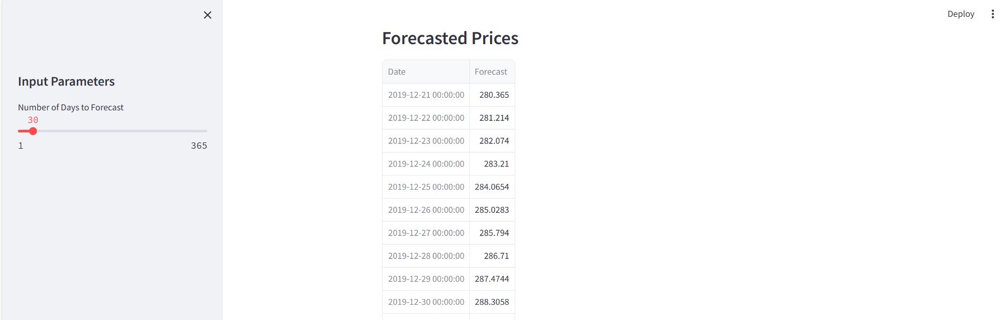 Deploy
Input Parameters
Number of Days to Forecast
30
1 365
Forecasted Prices
Date Forecast
2019-12-21 00:00:00 280.365
2019-12-22 00:00:00 281.214
2019-12-23 00:00:00 282.074
2019-12-24 00:00:00 283.21
2019-12-25 00:00:00 284.0654
2019-12-26 00:00:00 285.0283
2019-12-27 00:00:00 285.794
2019-12-28 00:00:00 286.71
2019-12-29 00:00:00 287.4744
2019-12-30 00:00:00 288.3058